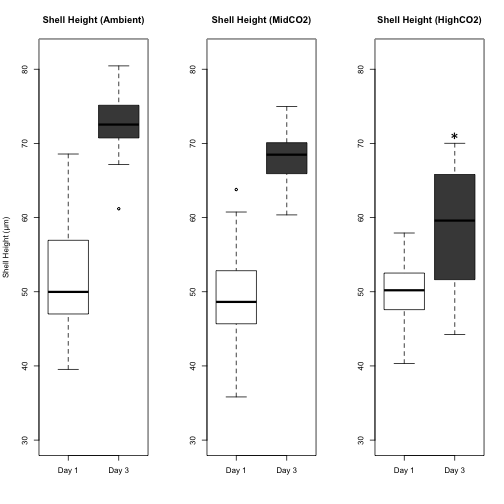 Shell Height (Ambient)
Shell Height (µm)
80
70
60
50
40
30
Day 1 Day 3
Shell Height (MidCO2)
80
70
60
50
40
30
Day 1 Day 3
Shell Height (HighCO2)
80
70
60
50
40
30
*
Day 1 Day 3